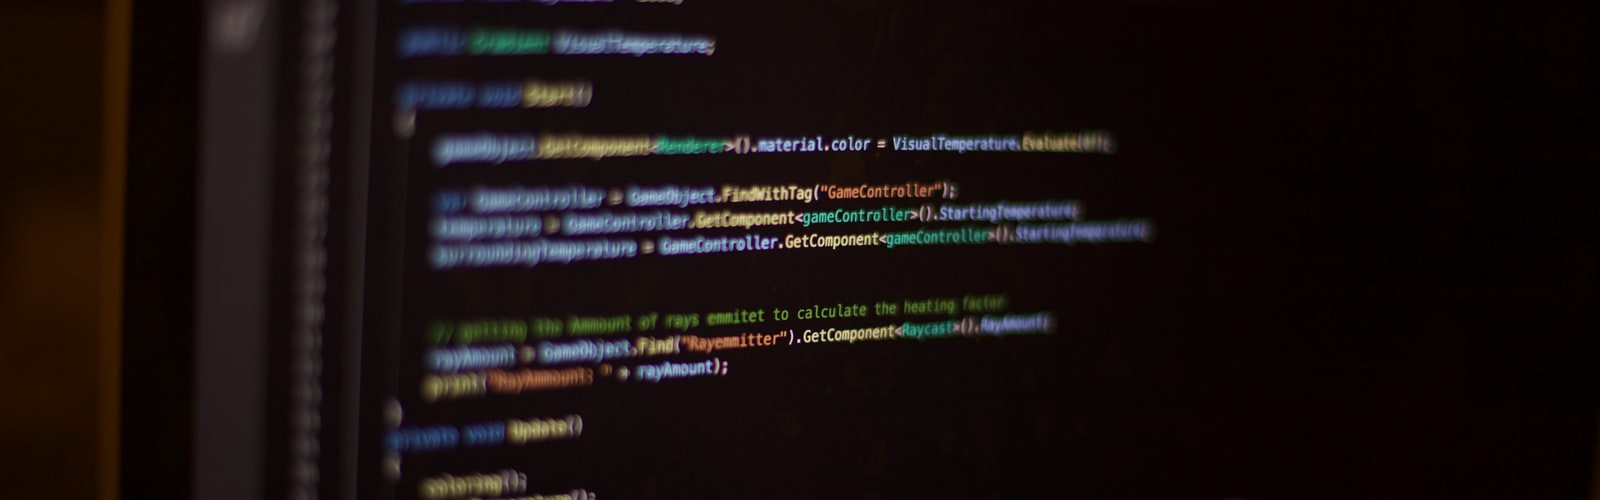 public Gradient VisualTemperature;
private void Start()
{
gameObject.GetComponent<Renderer>().material.color = VisualTemperature.Evaluate(0f);
var GameController = GameObject.FindWithTag("GameController");
temperature = GameController.GetComponent<gameController>().StartingTemperature;
surroundingTemperature = GameController.GetComponent<gameController>().StartingTemperature;
// getting the Ammount of rays emmitet to calculate the heating factor
rayAmount = GameObject.Find("Rayemmitter").GetComponent<Raycast>().RayAmount;
print("RayAmmount: " + rayAmount);
}
private void Update()
{
coloring();